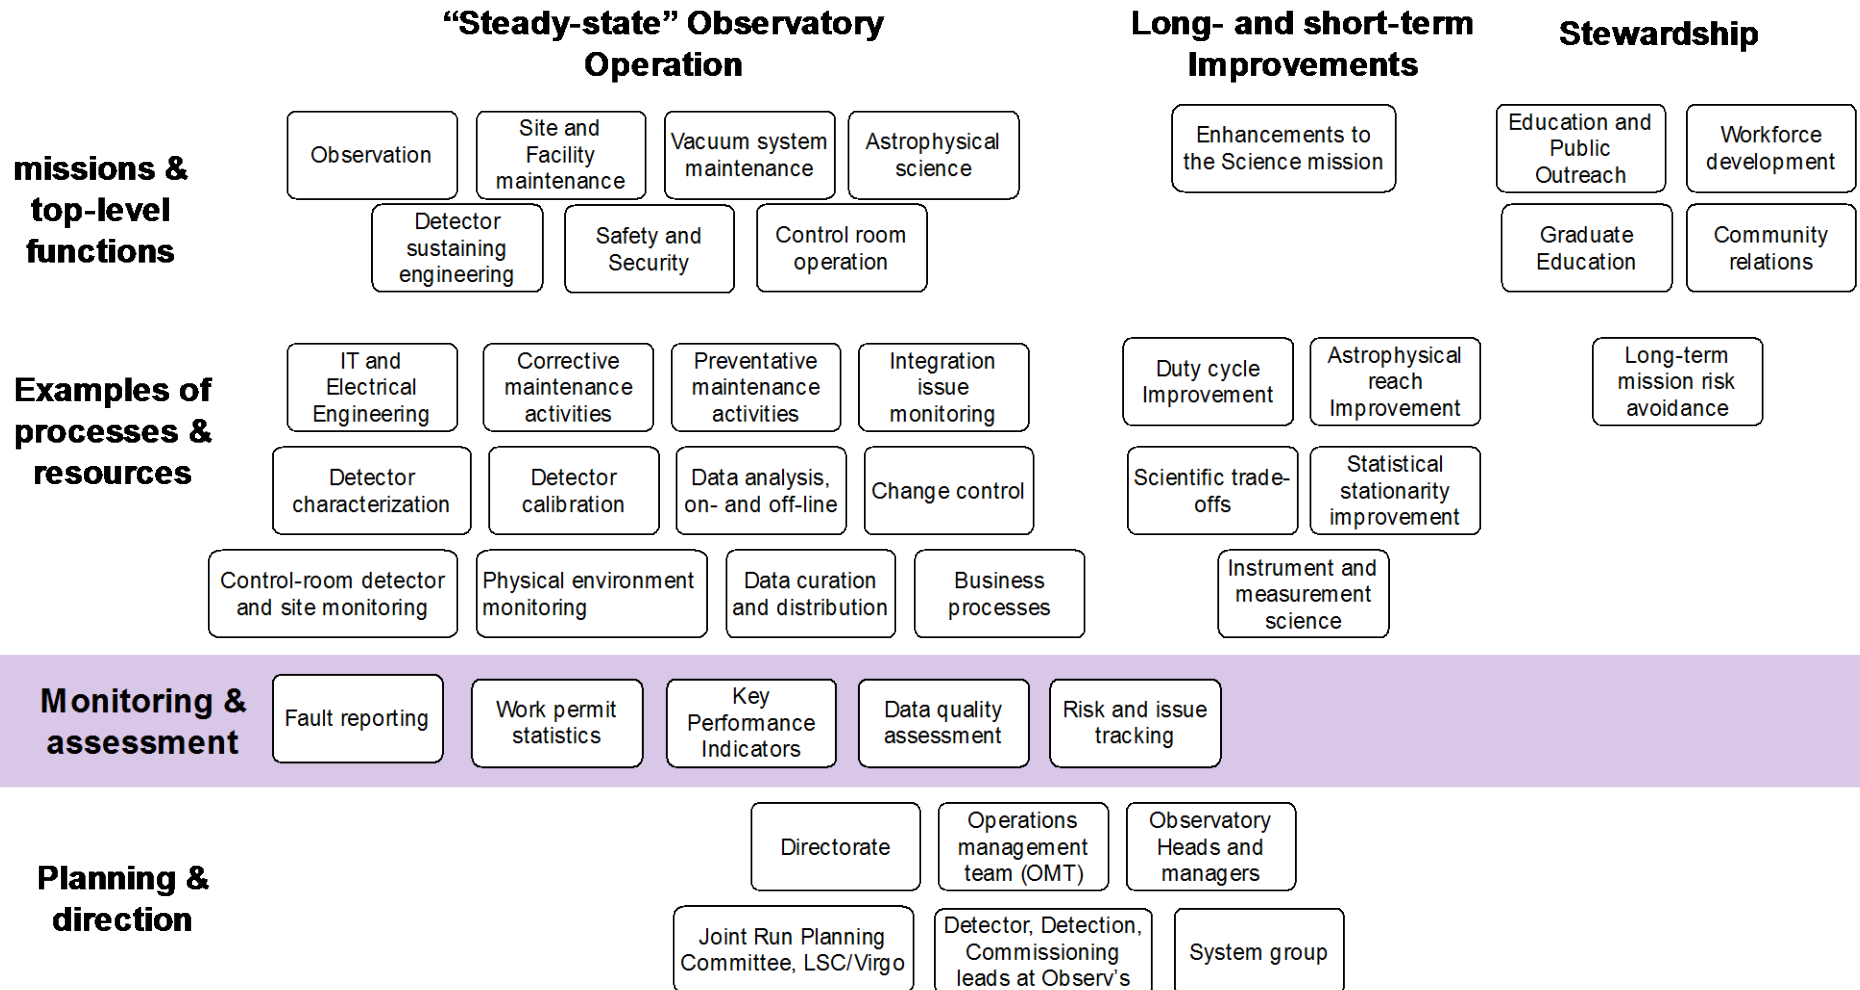 “Steady-state” Observatory
Operation
Long- and short-term
Improvements
Stewardship
missions &
top-level
functions
Observation
Site and
Facility
maintenance
Vacuum system
maintenance
Astrophysical
science
Detector
sustaining
engineering
Safety and
Security
Control room
operation
Enhancements to
the Science mission
Education and
Public
Outreach
Workforce
development
Graduate
Education
Community
relations
Examples of
processes &
resources
IT and
Electrical
Engineering
Corrective
maintenance
activities
Preventative
maintenance
activities
Integration
issue
monitoring
Detector
characterization
Detector
calibration
Data analysis,
on- and off-line
Change control
Control-room detector
and site monitoring
Physical environment
monitoring
Data curation
and distribution
Business
processes
Duty cycle
Improvement
Astrophysical
reach
Improvement
Scientific trade-
offs
Statistical
stationarity
improvement
Instrument and
measurement
science
Long-term
mission risk
avoidance
Monitoring &
assessment
Fault reporting
Work permit
statistics
Key
Performance
Indicators
Data quality
assessment
Risk and issue
tracking
Planning &
direction
Directorate
Operations
management
team (OMT)
Observatory
Heads and
managers
Joint Run Planning
Committee, LSC/Virgo
Detector, Detection,
Commissioning
leads at Observ’s
System group